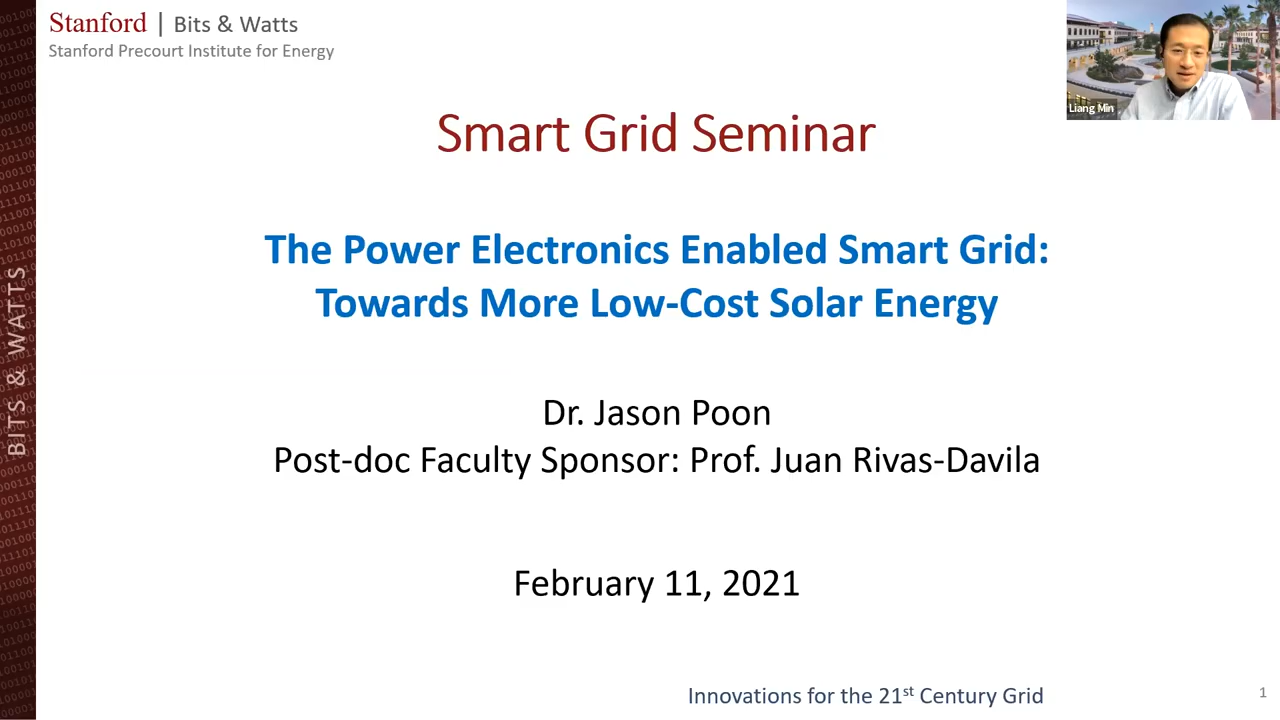 Stanford | Bits & Watts
Stanford Precourt Institute for Energy
Liang Min
Smart Grid Seminar
The Power Electronics Enabled Smart Grid:
Towards More Low-Cost Solar Energy
Dr. Jason Poon
Post-doc Faculty Sponsor: Prof. Juan Rivas-Davila
February 11, 2021
BITS & WATTS
Innovations for the 21st Century Grid
1